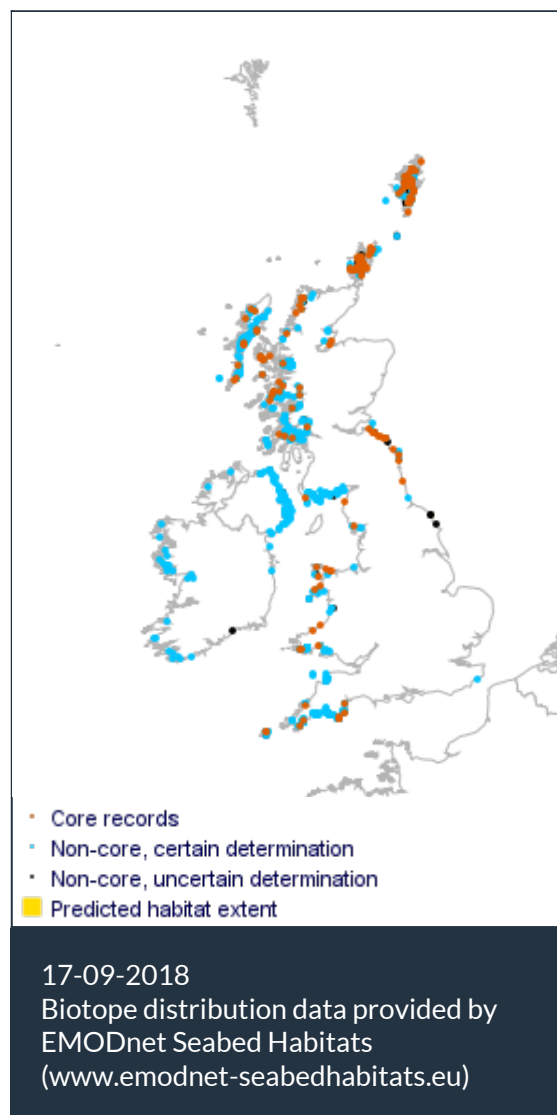 Core records
Non-core, certain determination
Non-core, uncertain determination
Predicted habitat extent
17-09-2018
Biotope distribution data provided by
EMODnet Seabed Habitats
(www.emodnet-seabedhabitats.eu)